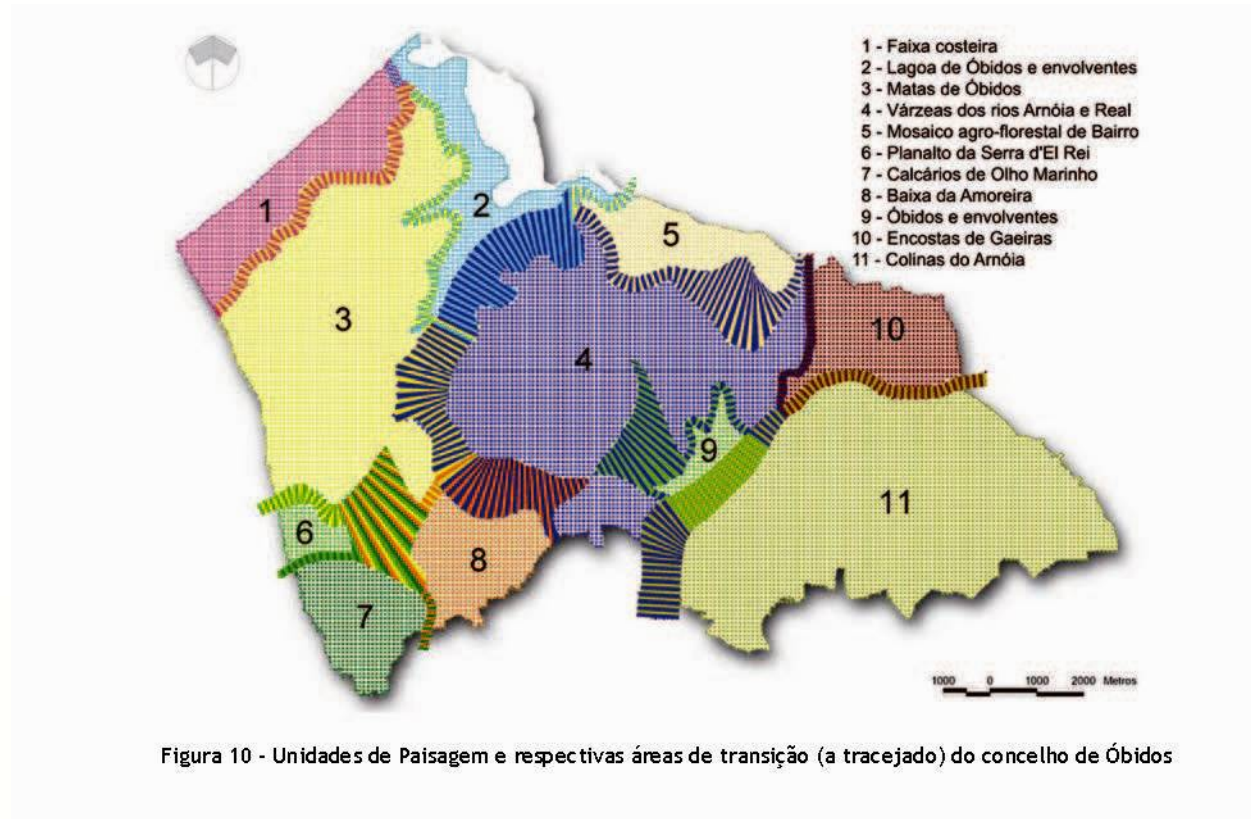 1 - Faixa costeira
2 - Lagoa de Óbidos e envolventes
3 - Matas de Óbidos
4 - Várzeas dos rios Arnóia e Real
5 - Mosaico agro-florestal de Bairro
6 - Planalto da Serra d'El Rei
7 - Calcários de Olho Marinho
8 - Baixa da Amoreira
9 - Óbidos e envolventes
10 - Encostas de Gaeiras
11 - Colinas do Arnóia
1
2
5
3
4
10
9
11
6
8
7
1000 0 1000 2000 Metros
Figura 10 - Unidades de Paisagem e respectivas áreas de transição (a tracejado) do concelho de Óbidos